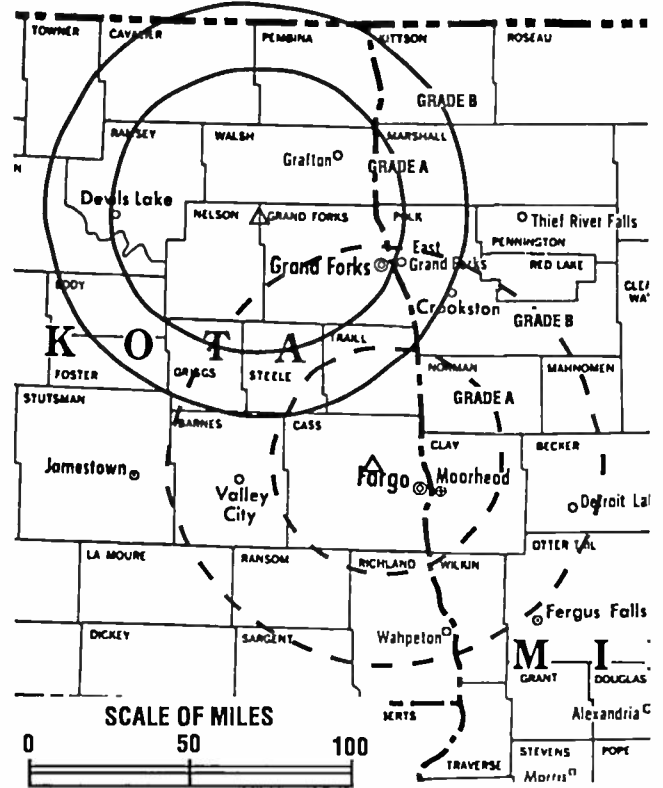 TOWNER
CAVALIER
PEMBINA
KITTSON
ROSEAU
GRADE B
RAMSEY
WALSH
MARSHALL
Grafton
GRADE A
N
Devils Lake
NELSON
GRAND FORKS
POLK
Thief River Falls
PENNINGTON
East
Grand Forks
Grand Forks
RED LAKE
EDDY
Crookston
CLEA
WA
GRADE B
K O T A
TRAILL
FOSTER
GRIGGS
STEELE
NORMAN
MAHNOMEN
STUTSMAN
GRADE A
BARNES
CASS
CLAY
BECKER
Jamestown
Valley
City
Fargo
Moorhead
Detroit La
OTTER TAIL
LA MOURE
RANSOM
RICHLAND
WILKIN
Fergus Falls
DICKEY
SARGENT
Wahpeton
M I
GRANT
DOUGLAS
SCALE OF MILES
BERTS
Alexandria
0 50 100
TRAVERSE
STEVENS
POPE
Morris